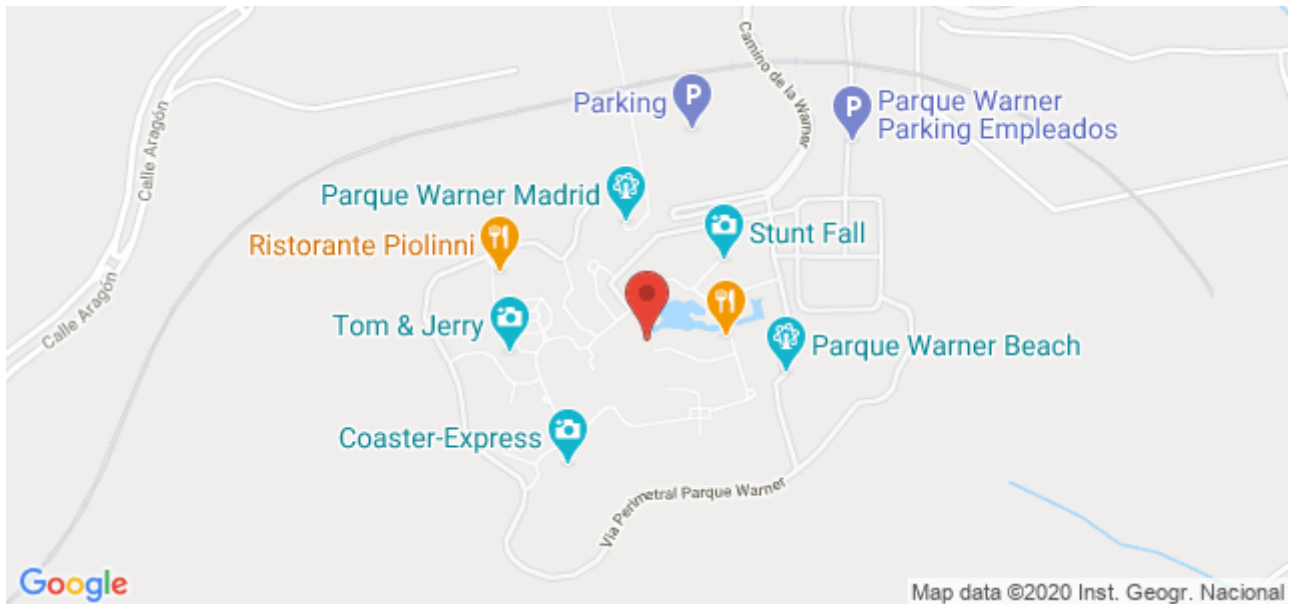 Camino de la Warner
Parking
P
P
Parque Warner
Parking Empleados
Calle Aragón
Parque Warner Madrid
Stunt Fall
Ristorante Piolinni
Calle Aragón
Tom & Jerry
Parque Warner Beach
Coaster-Express
Via Perimetral Parque Warner
Google
Map data ©2020 Inst. Geogr. Nacional